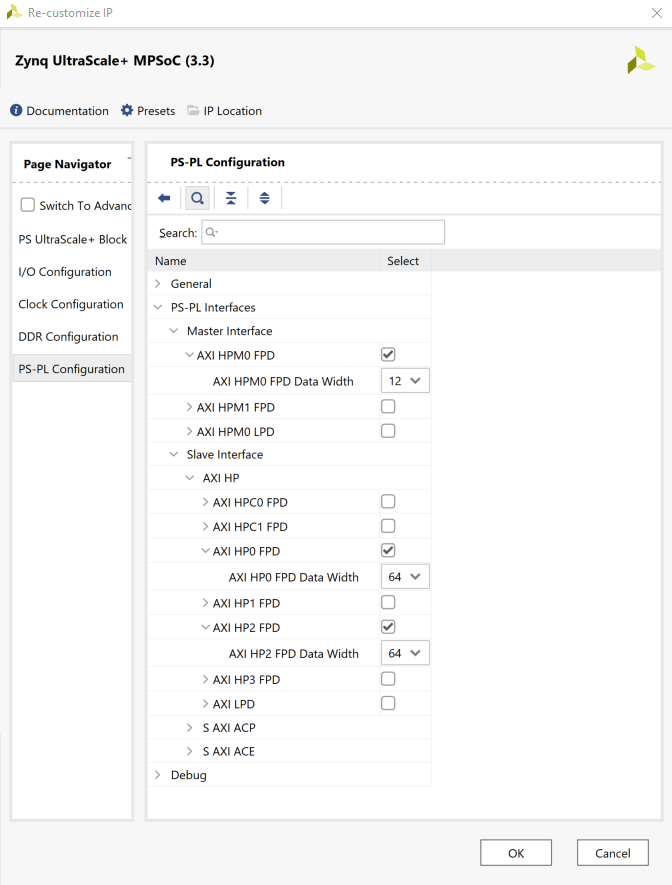 Re-customize IP
Zynq UltraScale+ MPSoC (3.3)
Documentation Presets IP Location
Page Navigator
Switch To Advanc
PS UltraScale+ Block
I/O Configuration
Clock Configuration
DDR Configuration
PS-PL Configuration
PS-PL Configuration
Search:
Name Select
General
PS-PL Interfaces
Master Interface
AXI HPM0 FPD
AXI HPM0 FPD Data Width 12
AXI HPM1 FPD
AXI HPM0 LPD
Slave Interface
AXI HP
AXI HPC0 FPD
AXI HPC1 FPD
AXI HP0 FPD
AXI HP0 FPD Data Width 64
AXI HP1 FPD
AXI HP2 FPD
AXI HP2 FPD Data Width 64
AXI HP3 FPD
AXI LPD
S AXI ACP
S AXI ACE
Debug
OK Cancel